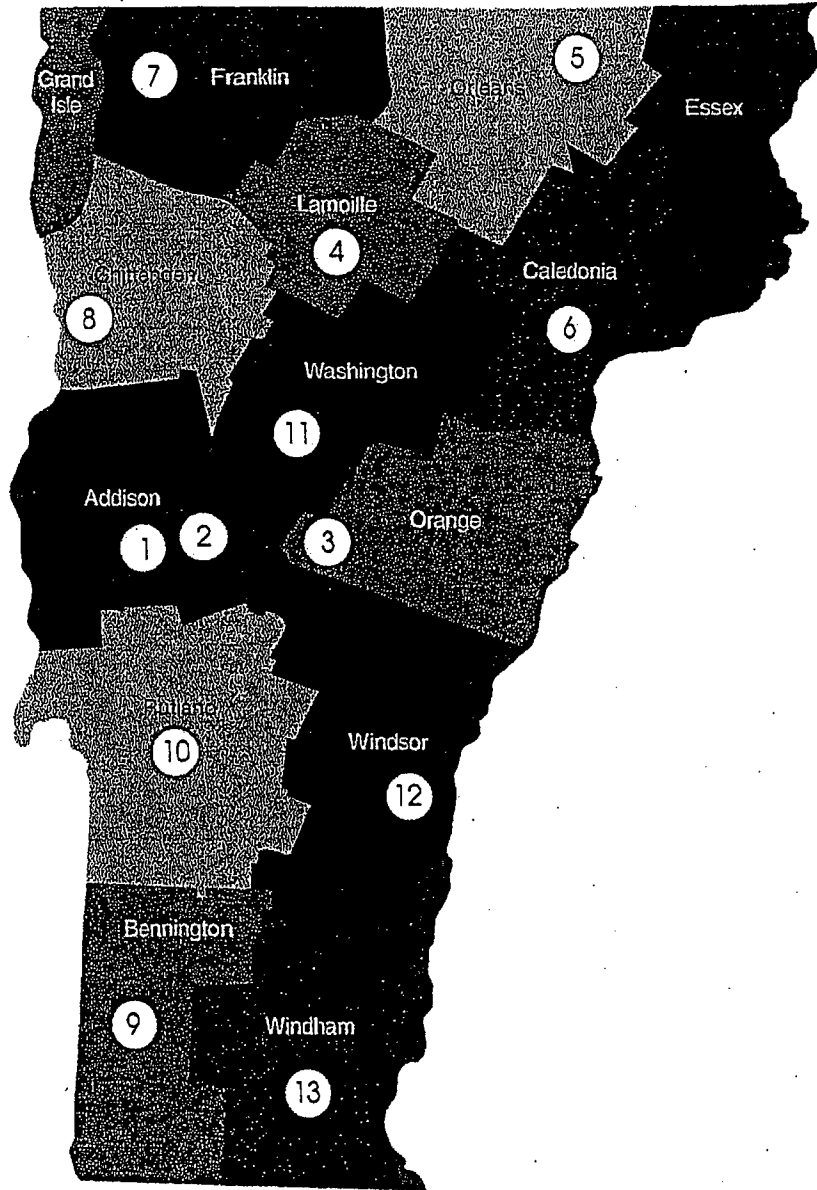 Grand
Isle
7
Franklin
5
Orleans
Essex
Lamoille
4
Chittenden
8
Caledonia
6
Washington
11
Addison
1
2
3
Orange
Rutland
10
Windsor
12
Bennington
9
Windham
13